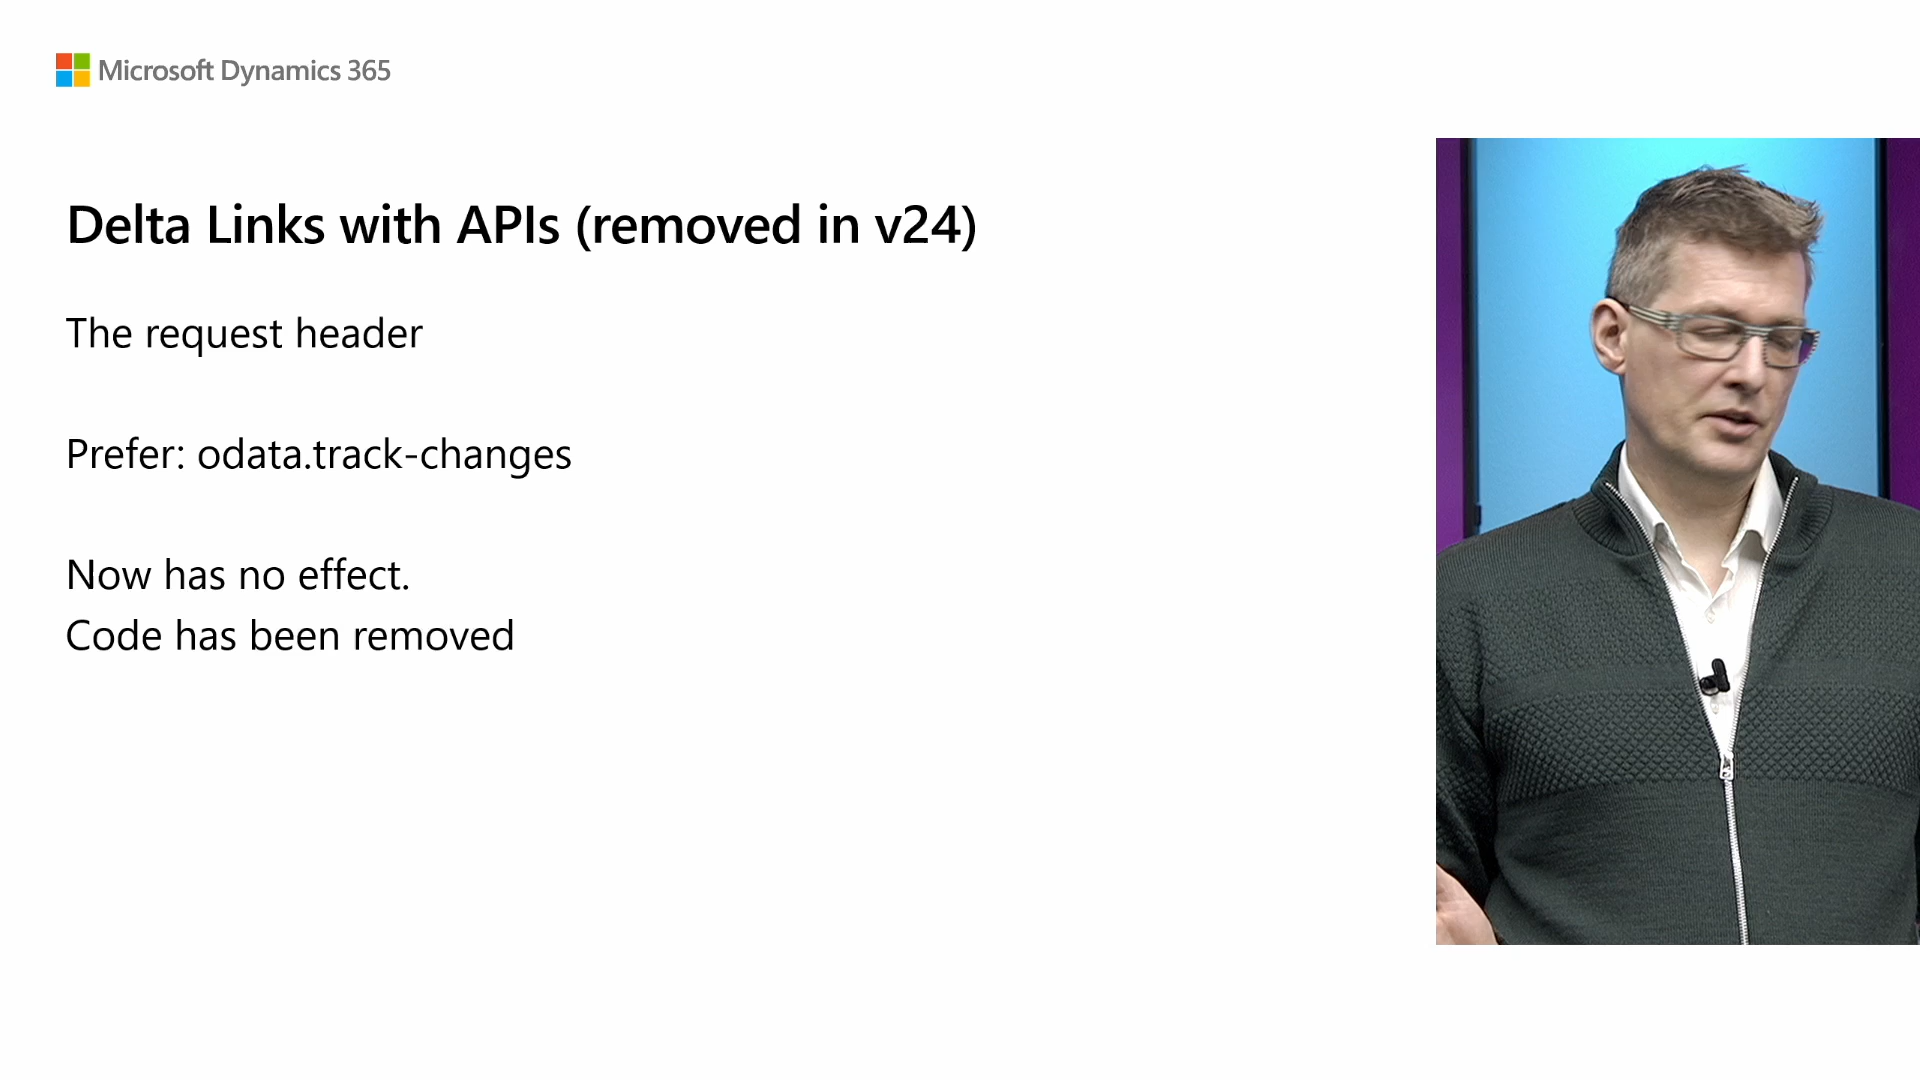 Microsoft Dynamics 365
Delta Links with APIs (removed in v24)
The request header
Prefer: odata.track-changes
Now has no effect.
Code has been removed